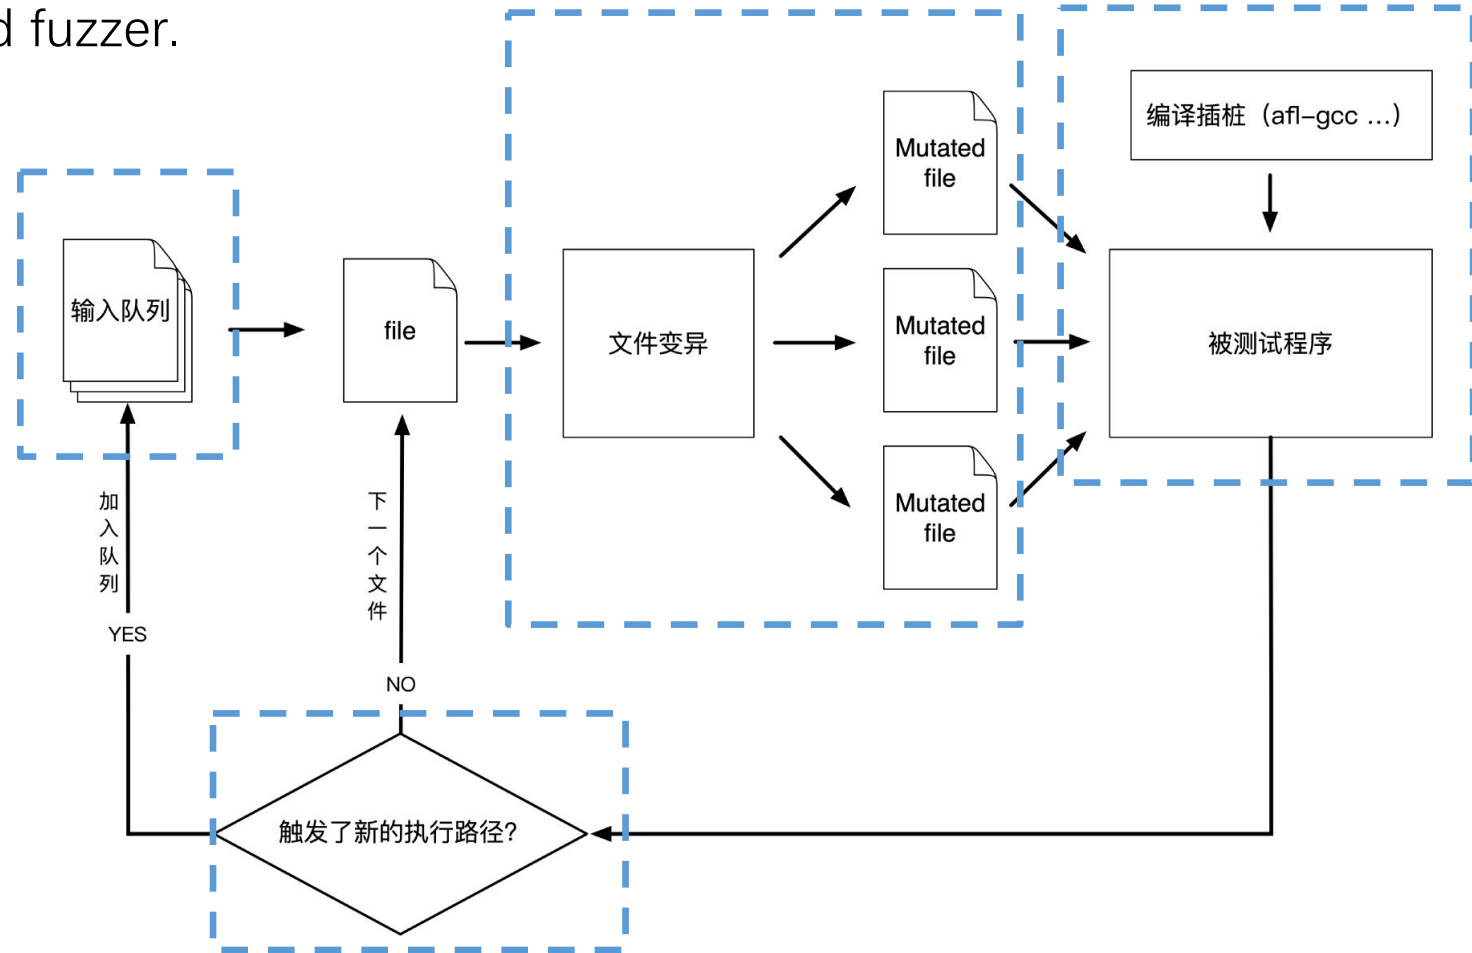 d fuzzer.
编译插桩（afl-gcc ...）
Mutated
file
输入队列
file
文件变异
Mutated
file
被测试程序
Mutated
file
加入队列
下一个文件
YES
NO
触发了新的执行路径?